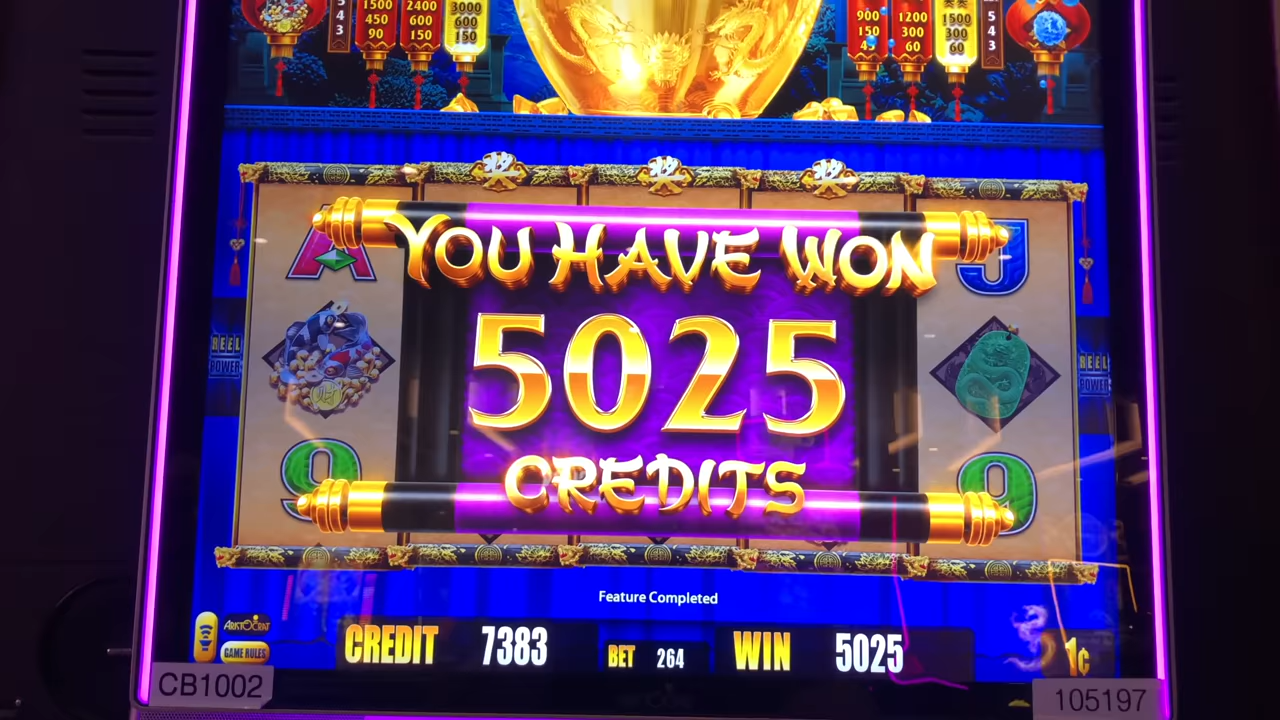 1500 2400 3000
450 600 600
90 150 150
5
4
3
900 1200 1500
300 300
150 60 60
5
4
3
YOU HAVE WON
A J
5025
REEL
POWER
REEL
POWER
CREDITS
9 9
Feature Completed
ARISTOCRAT
GAME RULES
CREDIT 7383 BET 264 WIN 5025 1¢
CB1002 105197